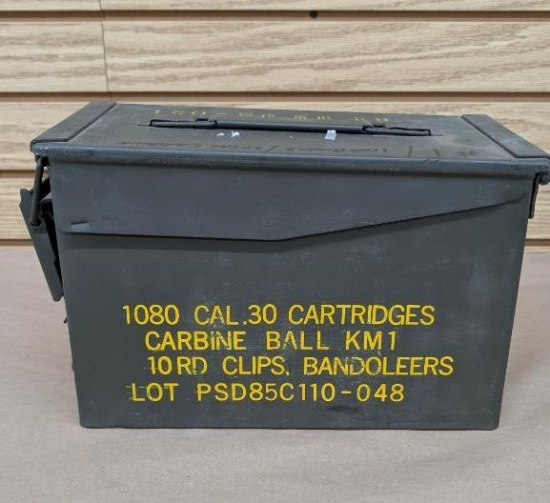 1080 CAL.30 CARTRIDGES
CARBINE BALL KM1
10RD CLIPS, BANDOLEERS
LOT PSD85C110-048